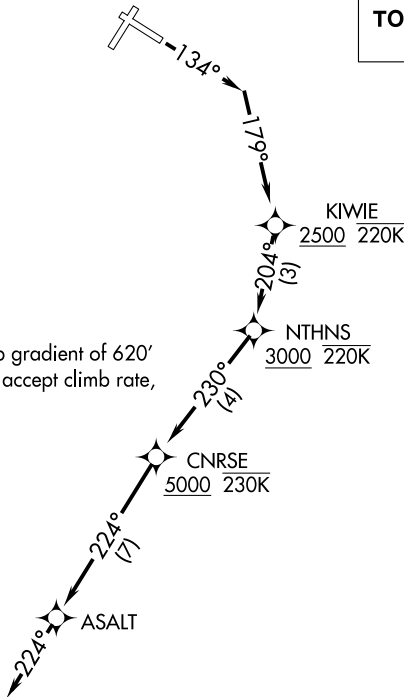 TO
134°
179°
KIWIE
2500 220K
204°
(3)
NTHNS
3000 220K
gradient of 620'
accept climb rate,
230°
(4)
CNRSE
5000 230K
224°
(7)
ASALT
224°